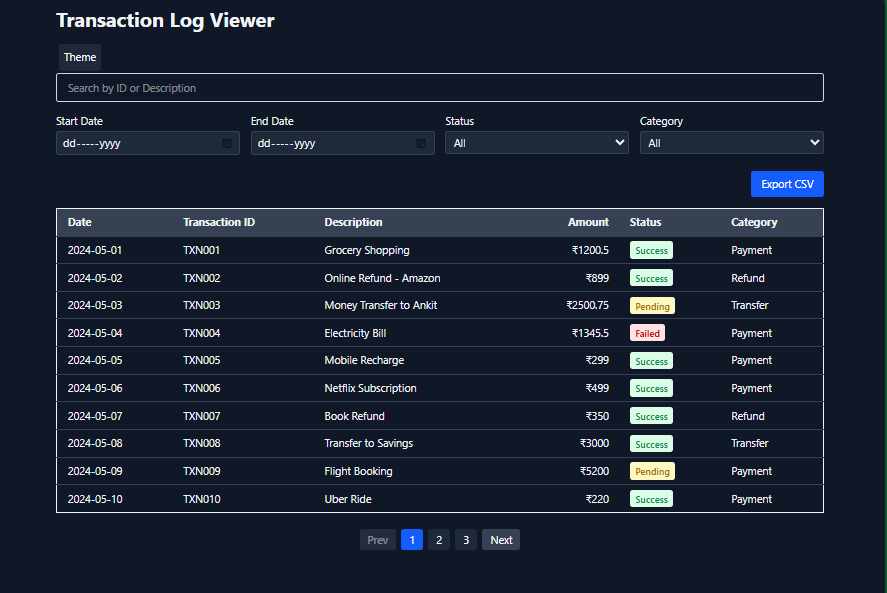 Transaction Log Viewer
Theme
Search by ID or Description
Start Date End Date Status Category
dd-----yyyy dd-----yyyy All All
Export CSV
Date Transaction ID Description Amount Status Category
2024-05-01 TXN001 Grocery Shopping ₹1200.5 Success Payment
2024-05-02 TXN002 Online Refund - Amazon ₹899 Success Refund
2024-05-03 TXN003 Money Transfer to Ankit ₹2500.75 Pending Transfer
2024-05-04 TXN004 Electricity Bill ₹1345.5 Failed Payment
2024-05-05 TXN005 Mobile Recharge ₹299 Success Payment
2024-05-06 TXN006 Netflix Subscription ₹499 Success Payment
2024-05-07 TXN007 Book Refund ₹350 Success Refund
2024-05-08 TXN008 Transfer to Savings ₹3000 Success Transfer
2024-05-09 TXN009 Flight Booking ₹5200 Pending Payment
2024-05-10 TXN010 Uber Ride ₹220 Success Payment
Prev 1 2 3 Next